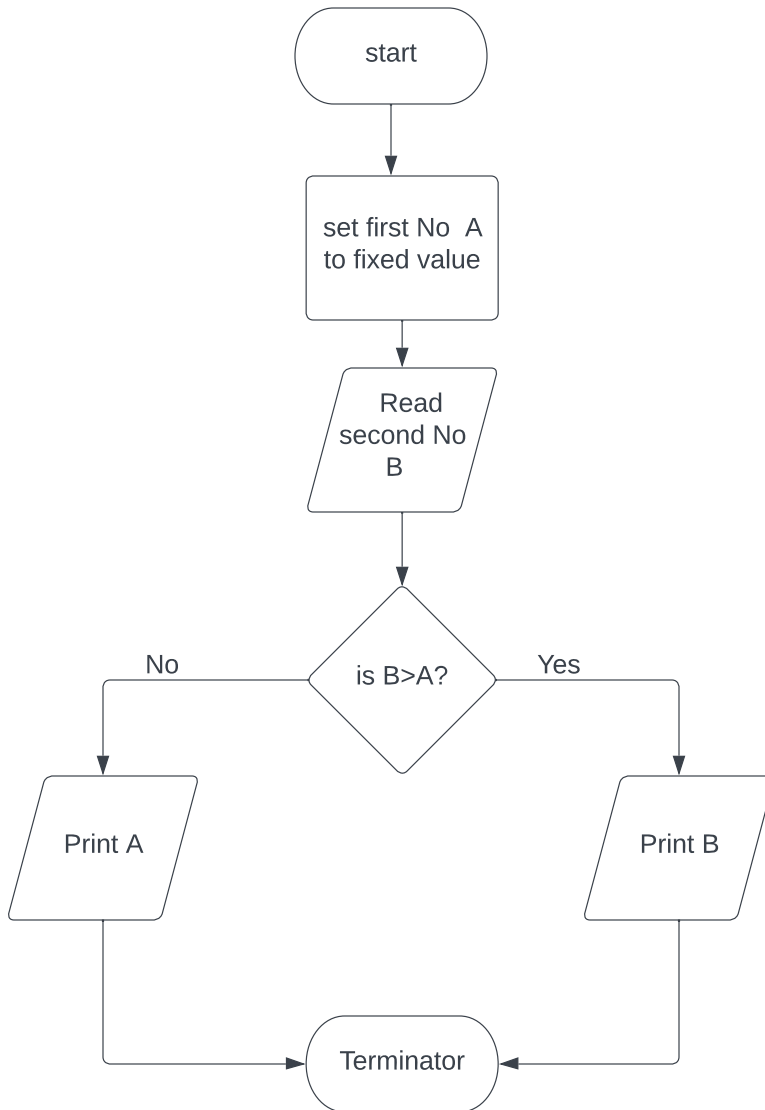 start
set first No  A
to fixed value
Read
second No
B
is B>A?
No
Yes
Print A
Print B
Terminator